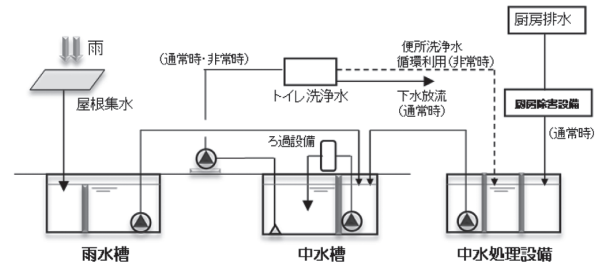 雨
屋根集水
(通常時・非常時)
トイレ洗浄水
便所洗浄水
循環利用(非常時)
下水放流
(通常時)
厨房排水
厨房除害設備
(通常時)
ろ過設備
雨水槽
中水槽
中水処理設備